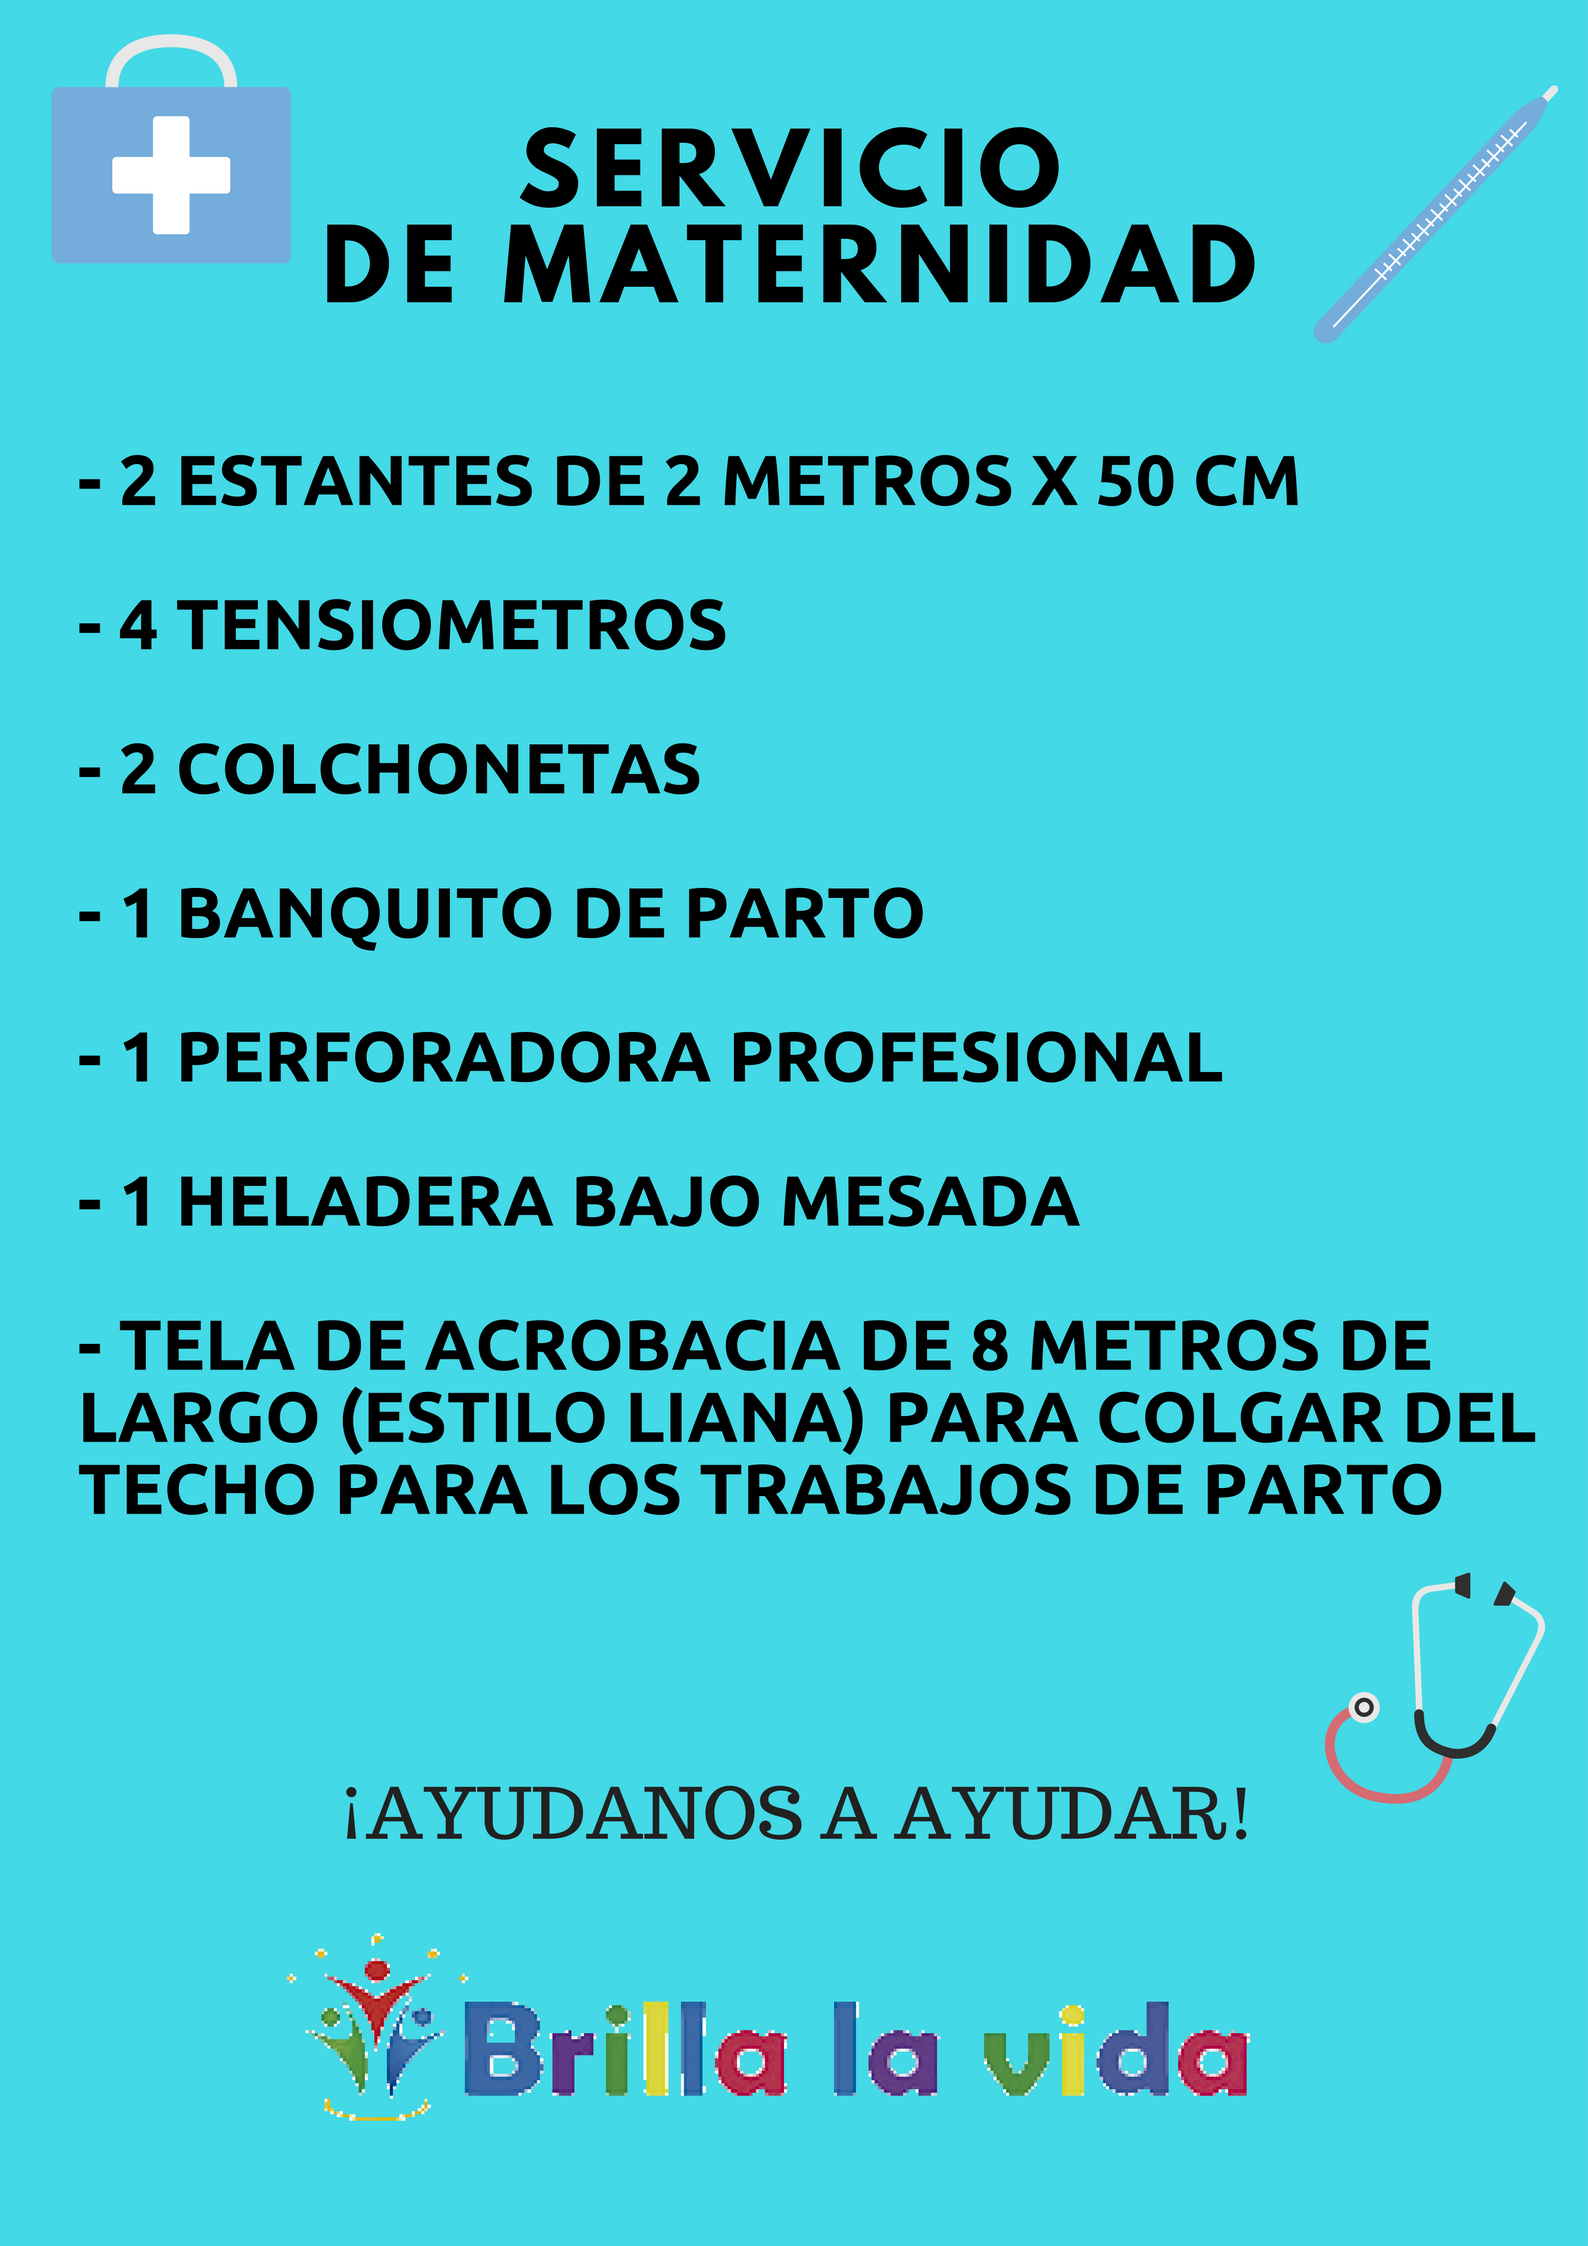 SERVICIO
DE MATERNIDAD
- 2 ESTANTES DE 2 METROS X 50 CM
- 4 TENSIOMETROS
- 2 COLCHONETAS
- 1 BANQUITO DE PARTO
- 1 PERFORADORA PROFESIONAL
- 1 HELADERA BAJO MESADA
- TELA DE ACROBACIA DE 8 METROS DE
LARGO (ESTILO LIANA) PARA COLGAR DEL
TECHO PARA LOS TRABAJOS DE PARTO
¡AYUDANOS A AYUDAR!
Brilla la vida